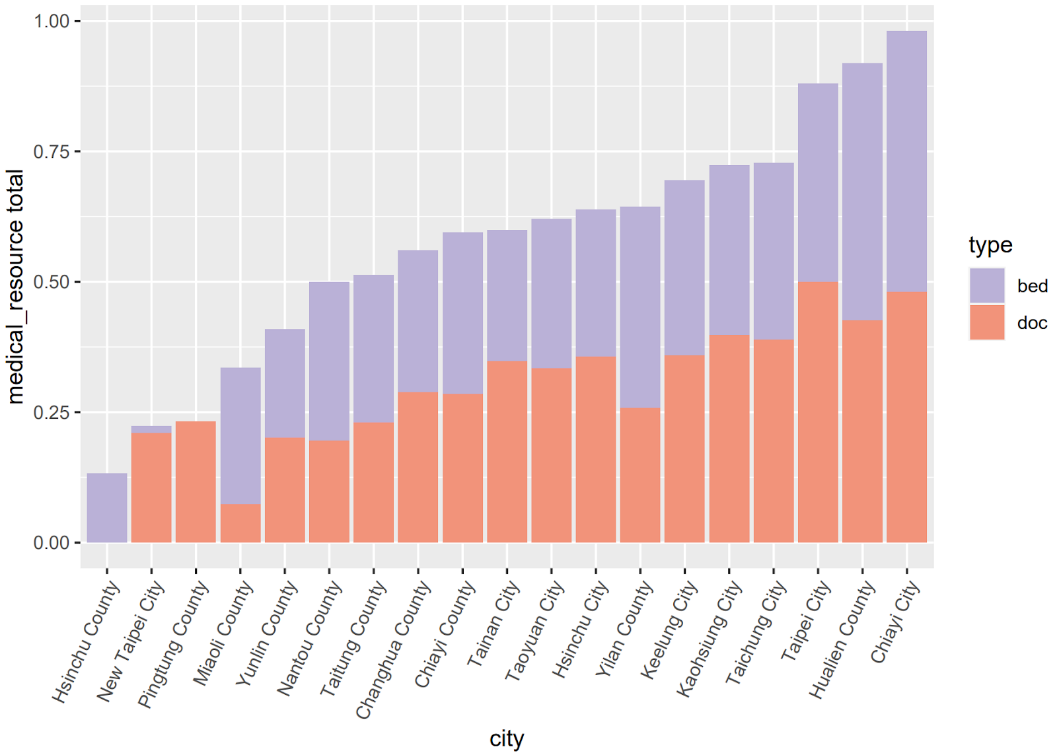 1.00
0.75
0.50
0.25
0.00
medical_resource total
Hsinchu County
New Taipei City
Pingtung County
Miaoli County
Yunlin County
Nantou County
Taitung County
Changhua County
Chiayi County
Tainan City
Taoyuan City
Hsinchu City
Yilan County
Keelung City
Kaohsiung City
Taichung City
Taipei City
Hualien County
Chiayi City
city
type
bed
doc